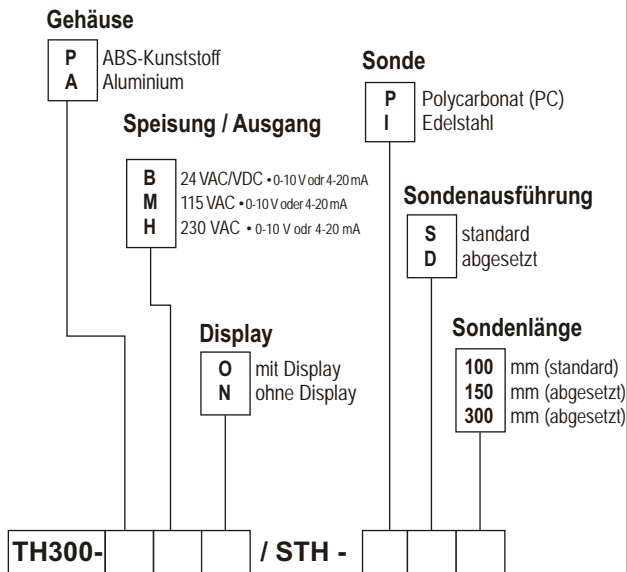 Gehäuse
P ABS-Kunststoff
A Aluminium
Sonde
P Polycarbonat (PC)
I Edelstahl
Speisung / Ausgang
B 24 VAC/VDC • 0-10 V odr 4-20 mA
M 115 VAC • 0-10 V oder 4-20 mA
H 230 VAC • 0-10 V odr 4-20 mA
Sondenausführung
S standard
D abgesetzt
Display
O mit Display
N ohne Display
Sondenlänge
100 mm (standard)
150 mm (abgesetzt)
300 mm (abgesetzt)
TH300- / STH -